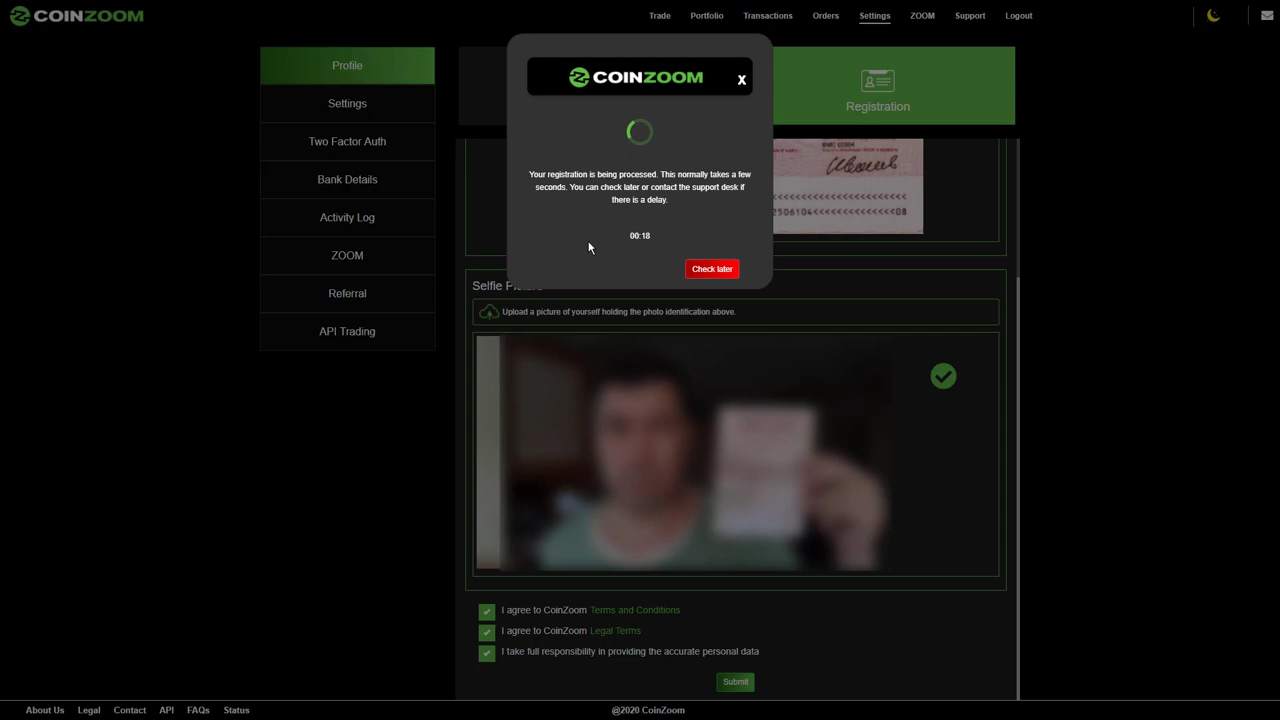 COINZOOM
Trade
Portfolio
Transactions
Orders
Settings
ZOOM
Support
Logout
Profile
Settings
Two Factor Auth
Bank Details
Activity Log
ZOOM
Referral
API Trading
COINZOOM
X
Your registration is being processed. This normally takes a few
seconds. You can check later or contact the support desk if
there is a delay.
00:18
Check later
Registration
2506104<<<<<<<<<<<<<<08
Selfie
Upload a picture of yourself holding the photo identification above.
I agree to CoinZoom Terms and Conditions
I agree to CoinZoom Legal Terms
I take full responsibility in providing the accurate personal data
Submit
About Us
Legal
Contact
API
FAQs
Status
@2020 CoinZoom